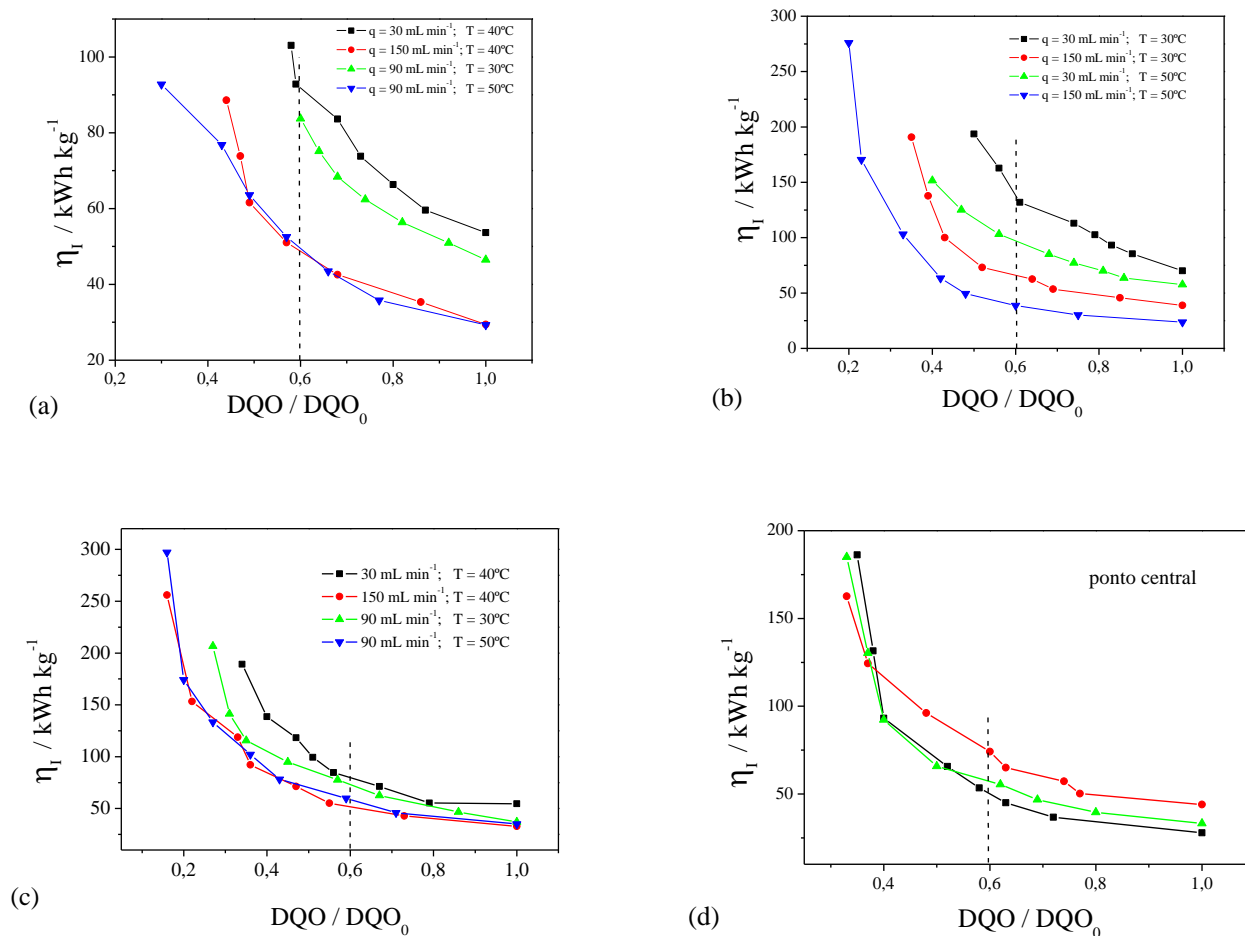 q = 30 mL min⁻¹; T = 40ºC
q = 150 mL min⁻¹; T = 40ºC
q = 90 mL min⁻¹; T = 30ºC
q = 90 mL min⁻¹; T = 50ºC
100
80
60
40
20
η_I / kWh kg⁻¹
0,2 0,4 0,6 0,8 1,0
DQO / DQO₀
(a)
q = 30 mL min⁻¹; T = 30ºC
q = 150 mL min⁻¹; T = 30ºC
q = 30 mL min⁻¹; T = 50ºC
q = 150 mL min⁻¹; T = 50ºC
300
250
200
150
100
50
0
η_I / kWh kg⁻¹
0,2 0,4 0,6 0,8 1,0
DQO / DQO₀
(b)
30 mL min⁻¹; T = 40ºC
150 mL min⁻¹; T = 40ºC
90 mL min⁻¹; T = 30ºC
90 mL min⁻¹; T = 50ºC
300
250
200
150
100
50
η_I / kWh kg⁻¹
0,2 0,4 0,6 0,8 1,0
DQO / DQO₀
(c)
ponto central
200
150
100
50
0
η_I / kWh kg⁻¹
0,4 0,6 0,8 1,0
DQO / DQO₀
(d)